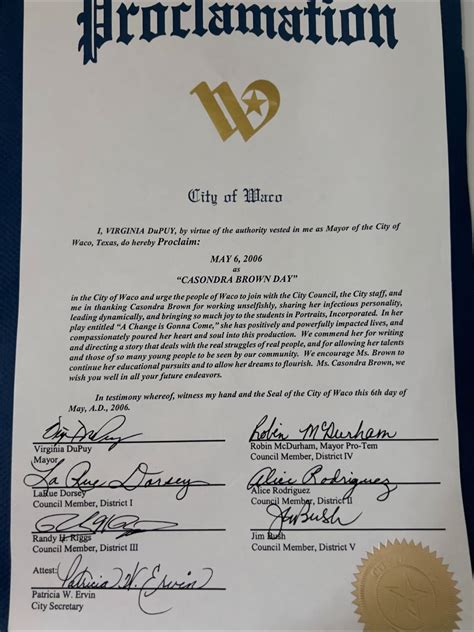 Proclamation
W
City of Waco
I, VIRGINIA DuPUY, by virtue of the authority vested in me as Mayor of the City of
Waco, Texas, do hereby Proclaim:
MAY 6, 2006
as
"CASONDRA BROWN DAY"
in the City of Waco and urge the people of Waco to join with the City Council, the City staff, and
me in thanking Casondra Brown for working unselfishly, sharing her infectious personality,
leading dynamically, and bringing so much joy to the students in Portraits, Incorporated. In her
play entitled "A Change is Gonna Come," she has positively and powerfully impacted lives, and
compassionately poured her heart and soul into this production. We commend her for writing
and directing a story that deals with the real struggles of real people, and for allowing her talents
and those of so many young people to be seen by our community. We encourage Ms. Brown to
continue her educational pursuits and to allow her dreams to flourish. Ms. Casondra Brown, we
wish you well in all your future endeavors.
In testimony whereof, witness my hand and the Seal of the City of Waco this 6th day of
May, A.D., 2006.
Virginia DuPuy
Mayor
Robin McDurham
Robin McDurham, Mayor Pro-Tem
Council Member, District IV
La Rue Dorsey
LaRue Dorsey
Council Member, District I
Alice Rodriguez
Alice Rodriguez
Council Member, District II
Randy H. Riggs
Council Member, District III
Jim Bush
Jim Bush
Council Member, District V
Attest:
Patricia W. Ervin
Patricia W. Ervin
City Secretary